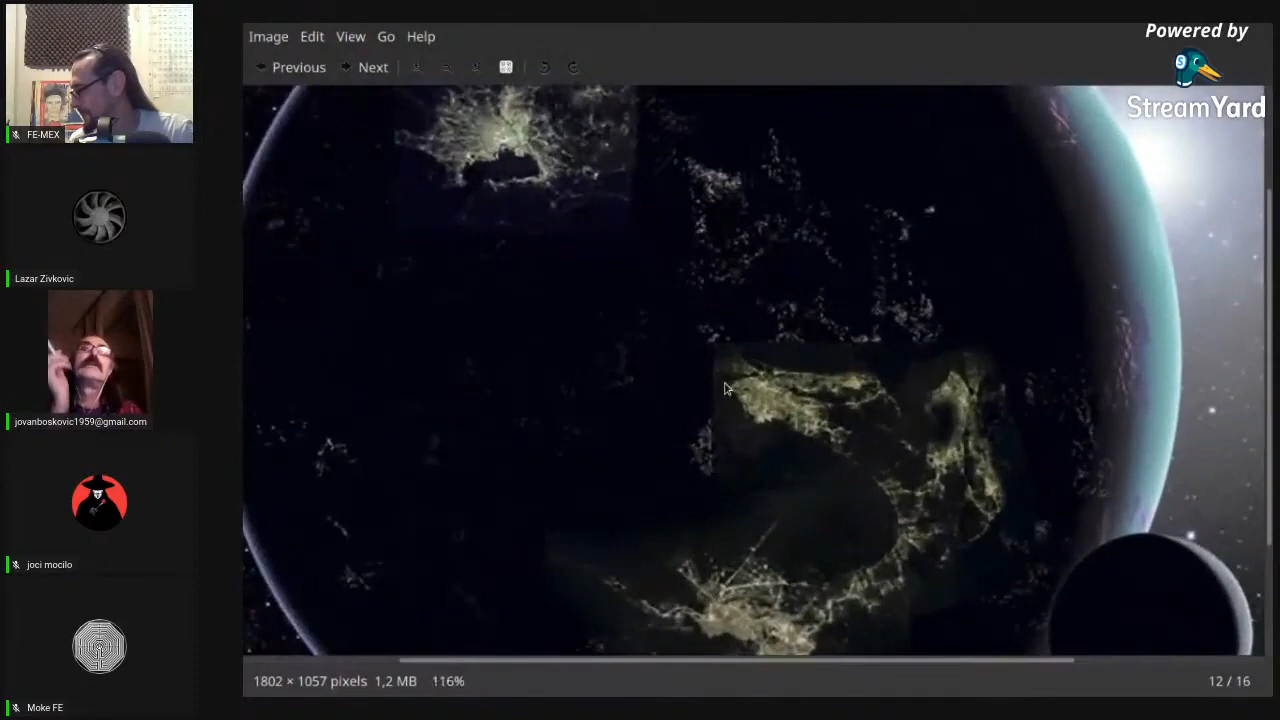 FE-MEX
Lazar Zivkovic
jovanboskovic1959@gmail.com
joci mocilo
Moke FE
Image Edit View Go Help
Previous Next
1802 × 1057 pixels 1,2 MB 116%
12 / 16
Powered by
S
StreamYard